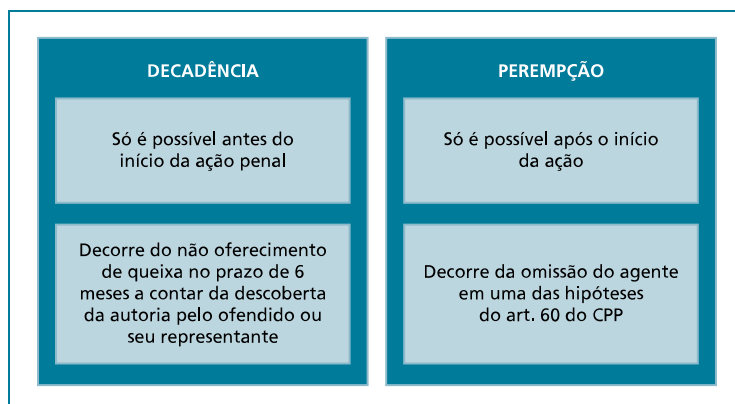 DECADÊNCIA
Só é possível antes do
início da ação penal
Decorre do não oferecimento
de queixa no prazo de 6
meses a contar da descoberta
da autoria pelo ofendido ou
seu representante
PEREMPÇÃO
Só é possível após o início
da ação
Decorre da omissão do agente
em uma das hipóteses
do art. 60 do CPP